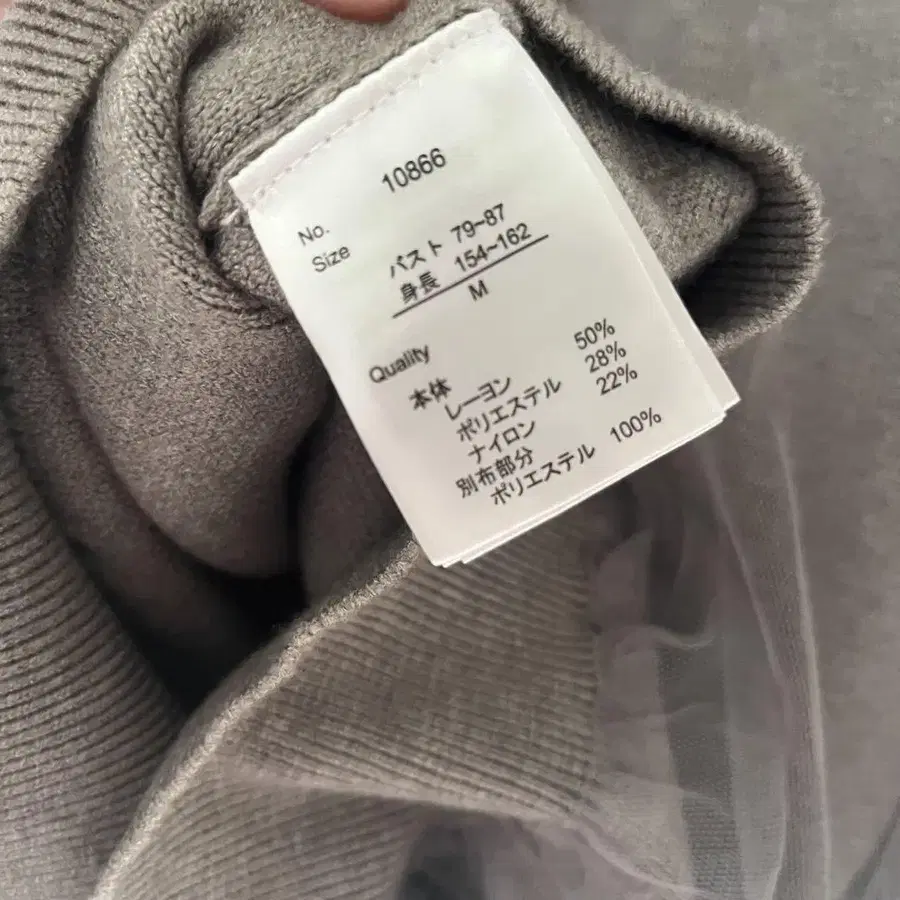 No. 10866
Size バスト 79-87
身長 154~162
M
Quality
本体
レーヨン 50%
ポリエステル 28%
ナイロン 22%
別布部分
ポリエステル 100%